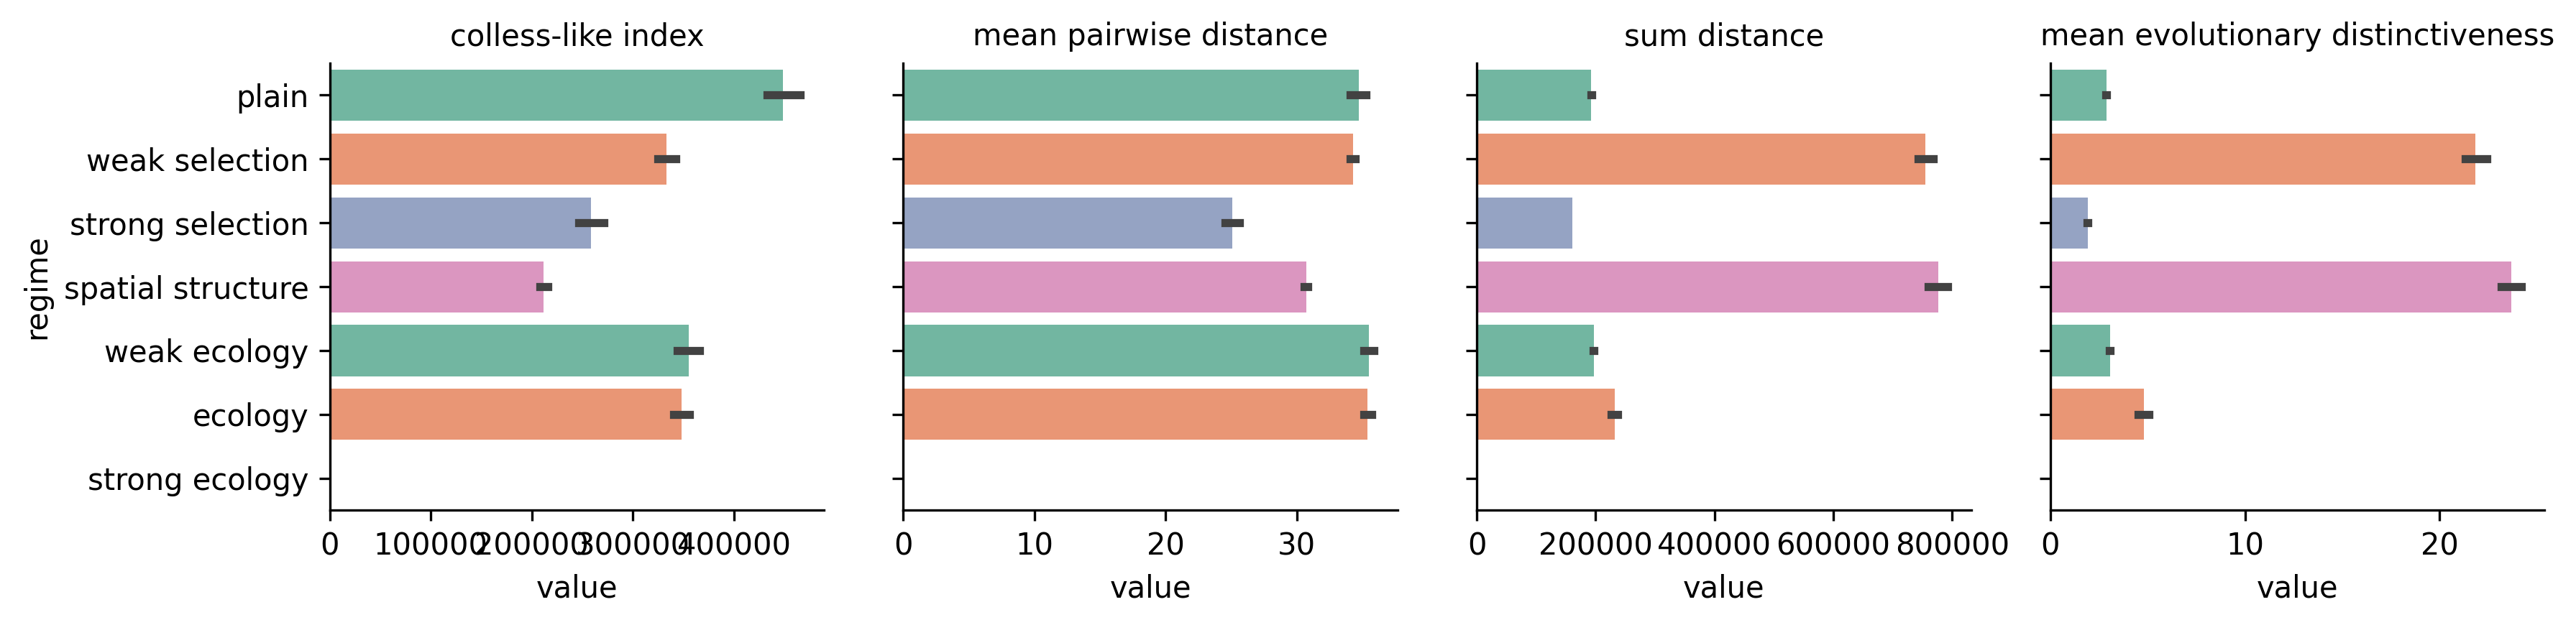 colless-like index
mean pairwise distance
sum distance
mean evolutionary distinctiveness
regime
plain
weak selection
strong selection
spatial structure
weak ecology
ecology
strong ecology
0 100000 200000 300000 400000
0 10 20 30
0 200000 400000 600000 800000
0 10 20
value
value
value
value